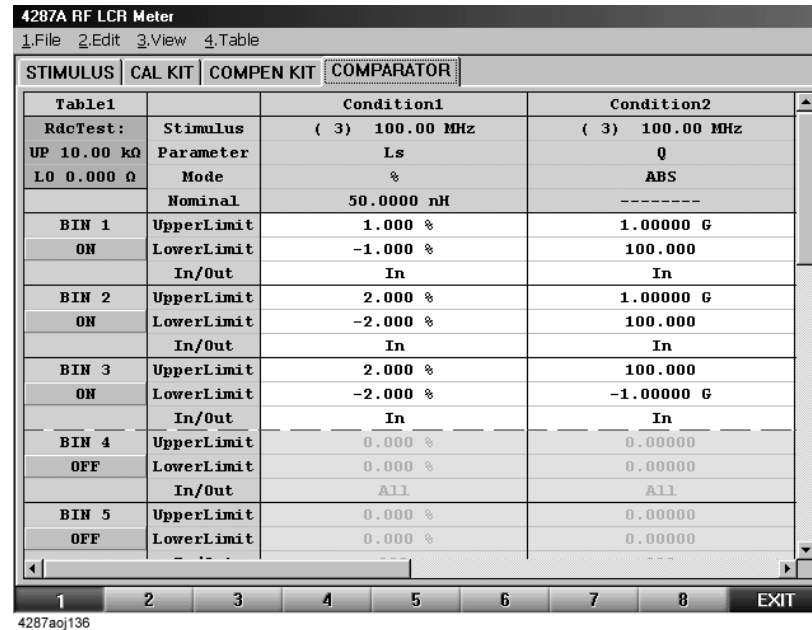 4287A RF LCR Meter
1.File 2.Edit 3.View 4.Table
STIMULUS CAL KIT COMPEN KIT COMPARATOR
Table1 Condition1 Condition2
RdcTest: Stimulus ( 3) 100.00 MHz ( 3) 100.00 MHz
UP 10.00 kΩ Parameter Ls Q
LO 0.000 Ω Mode % ABS
Nominal 50.0000 nH --------
BIN 1 UpperLimit 1.000 % 1.00000 G
ON LowerLimit -1.000 % 100.000
In/Out In In
BIN 2 UpperLimit 2.000 % 1.00000 G
ON LowerLimit -2.000 % 100.000
In/Out In In
BIN 3 UpperLimit 2.000 % 100.000
ON LowerLimit -2.000 % -1.00000 G
In/Out In In
BIN 4 UpperLimit 0.000 % 0.00000
OFF LowerLimit 0.000 % 0.00000
In/Out All All
BIN 5 UpperLimit 0.000 % 0.00000
OFF LowerLimit 0.000 % 0.00000
1 2 3 4 5 6 7 8 EXIT
4287aoj136